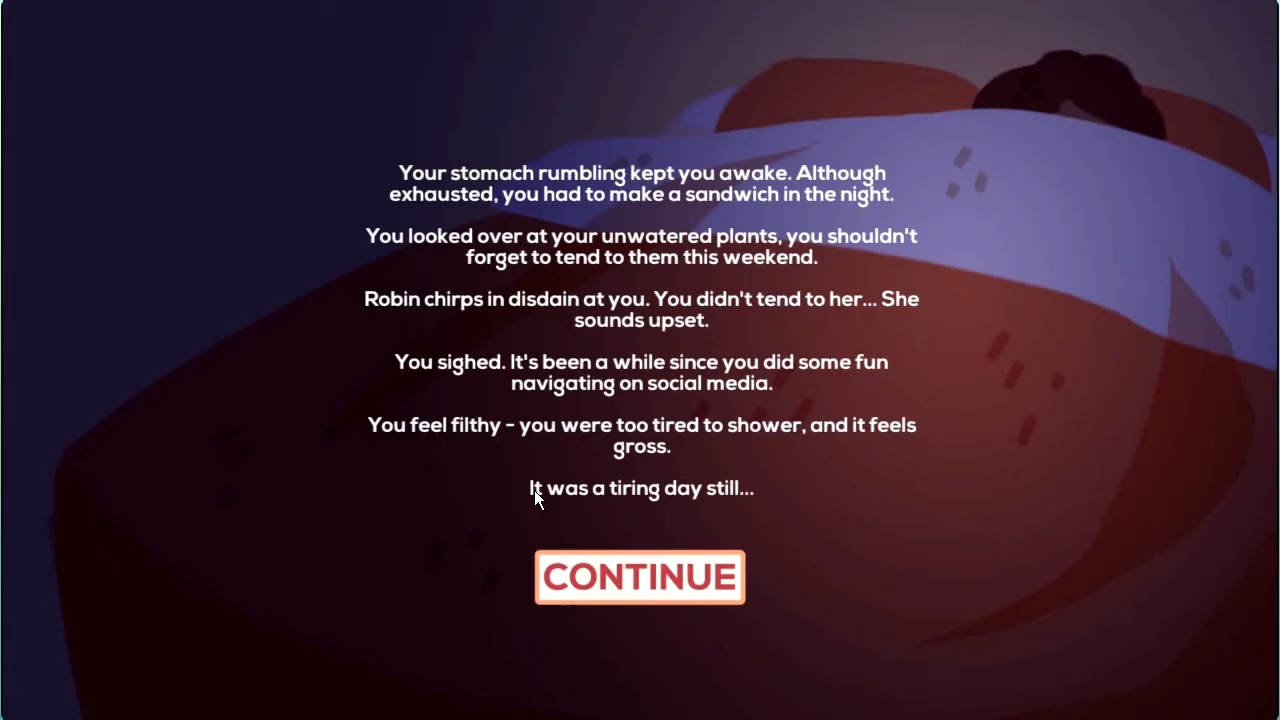 Your stomach rumbling kept you awake. Although
exhausted, you had to make a sandwich in the night.
You looked over at your unwatered plants, you shouldn't
forget to tend to them this weekend.
Robin chirps in disdain at you. You didn't tend to her... She
sounds upset.
You sighed. It's been a while since you did some fun
navigating on social media.
You feel filthy - you were too tired to shower, and it feels
gross.
It was a tiring day still...
CONTINUE